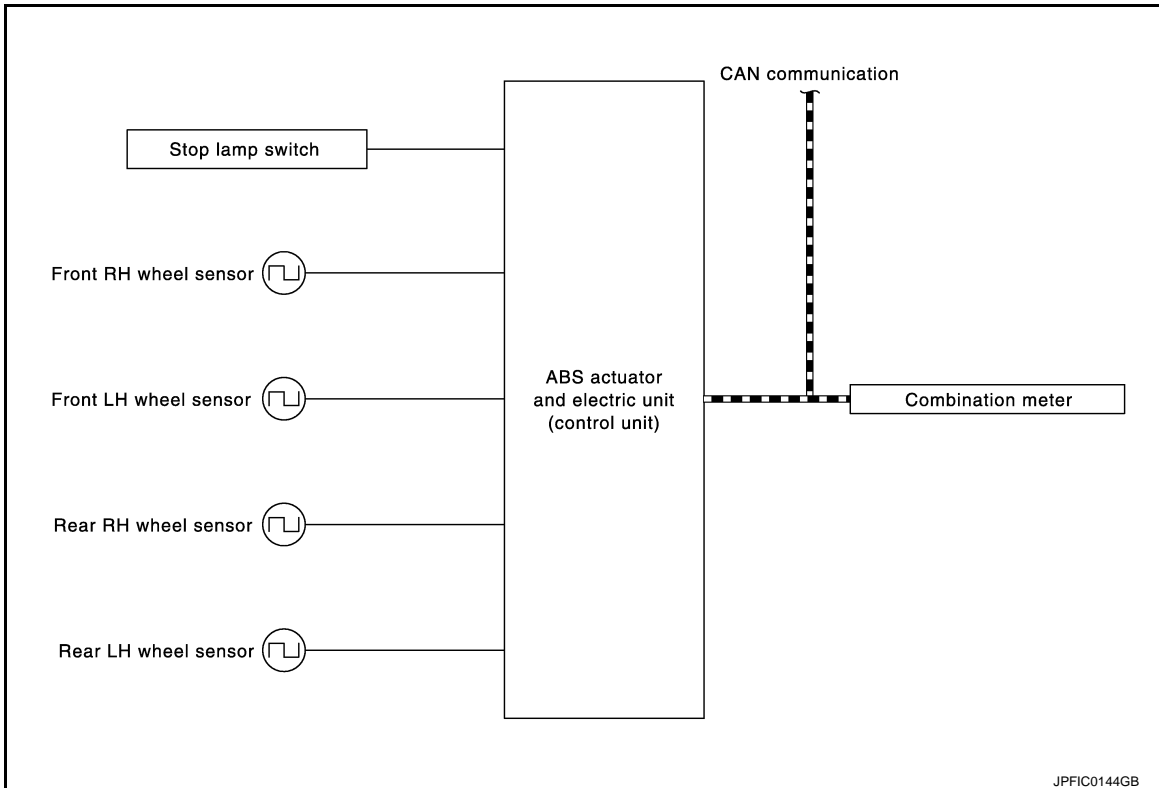 CAN communication
Stop lamp switch
Front RH wheel sensor
Front LH wheel sensor
ABS actuator
and electric unit
(control unit)
Combination meter
Rear RH wheel sensor
Rear LH wheel sensor
JPFIC0144GB